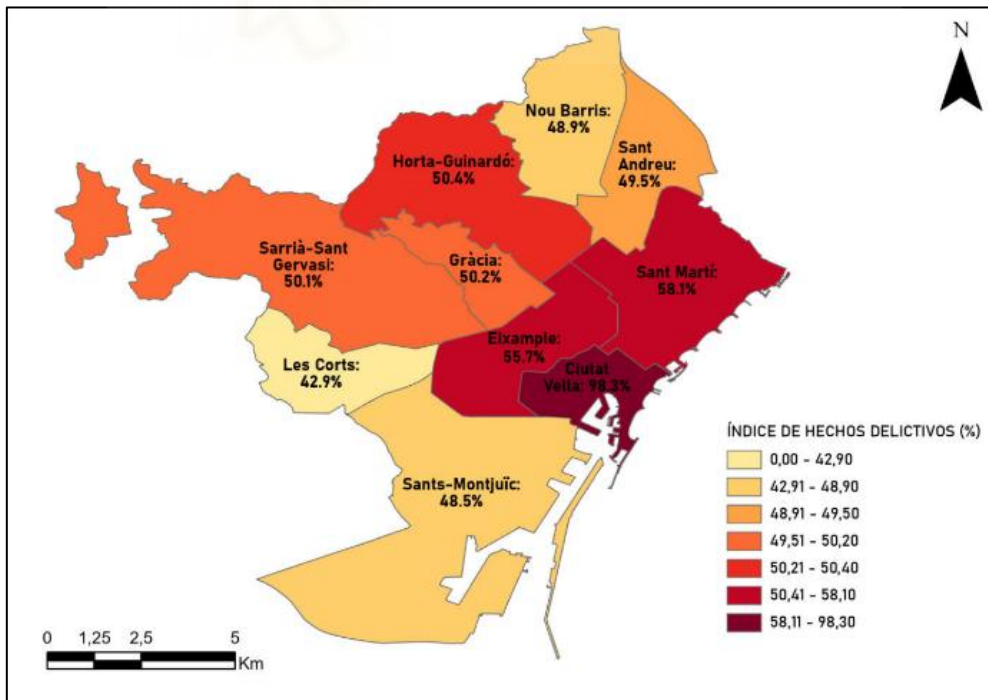 N
Nou Barris:
48.9%
Sant
Andreu:
49.5%
Horta-Guinardó:
50.4%
Sarrià-Sant
Gervasi:
50.1%
Gràcia:
50.2%
Sant Martí:
58.1%
Eixample:
55.7%
Ciutat
Vella: 98.3%
Les Corts:
42.9%
Sants-Montjuïc:
48.5%
ÍNDICE DE HECHOS DELICTIVOS (%)
0,00 - 42,90
42,91 - 48,90
48,91 - 49,50
49,51 - 50,20
50,21 - 50,40
50,41 - 58,10
58,11 - 98,30
0 1,25 2,5 5
Km